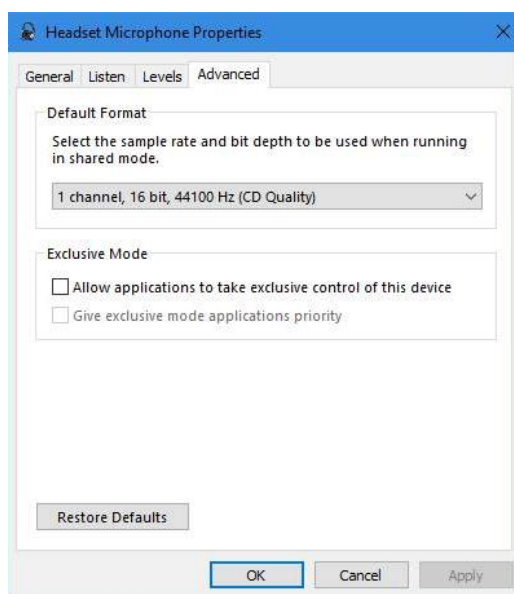 Headset Microphone Properties
General Listen Levels Advanced
Default Format
Select the sample rate and bit depth to be used when running
in shared mode.
1 channel, 16 bit, 44100 Hz (CD Quality)
Exclusive Mode
Allow applications to take exclusive control of this device
Give exclusive mode applications priority
Restore Defaults
OK Cancel Apply